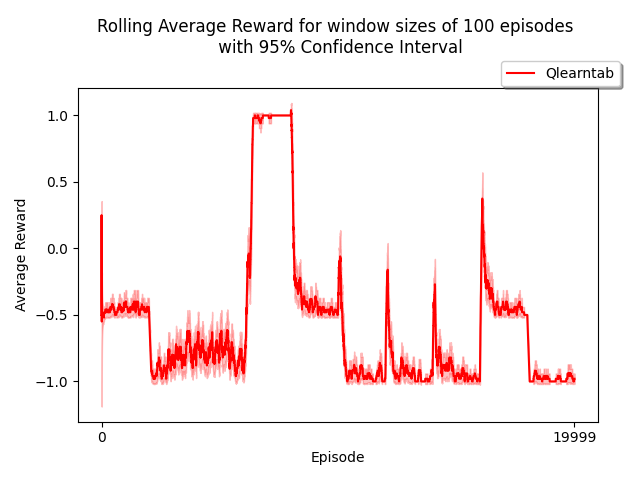 Rolling Average Reward for window sizes of 100 episodes
with 95% Confidence Interval
Qlearntab
1.0
0.5
0.0
−0.5
−1.0
Average Reward
0
19999
Episode